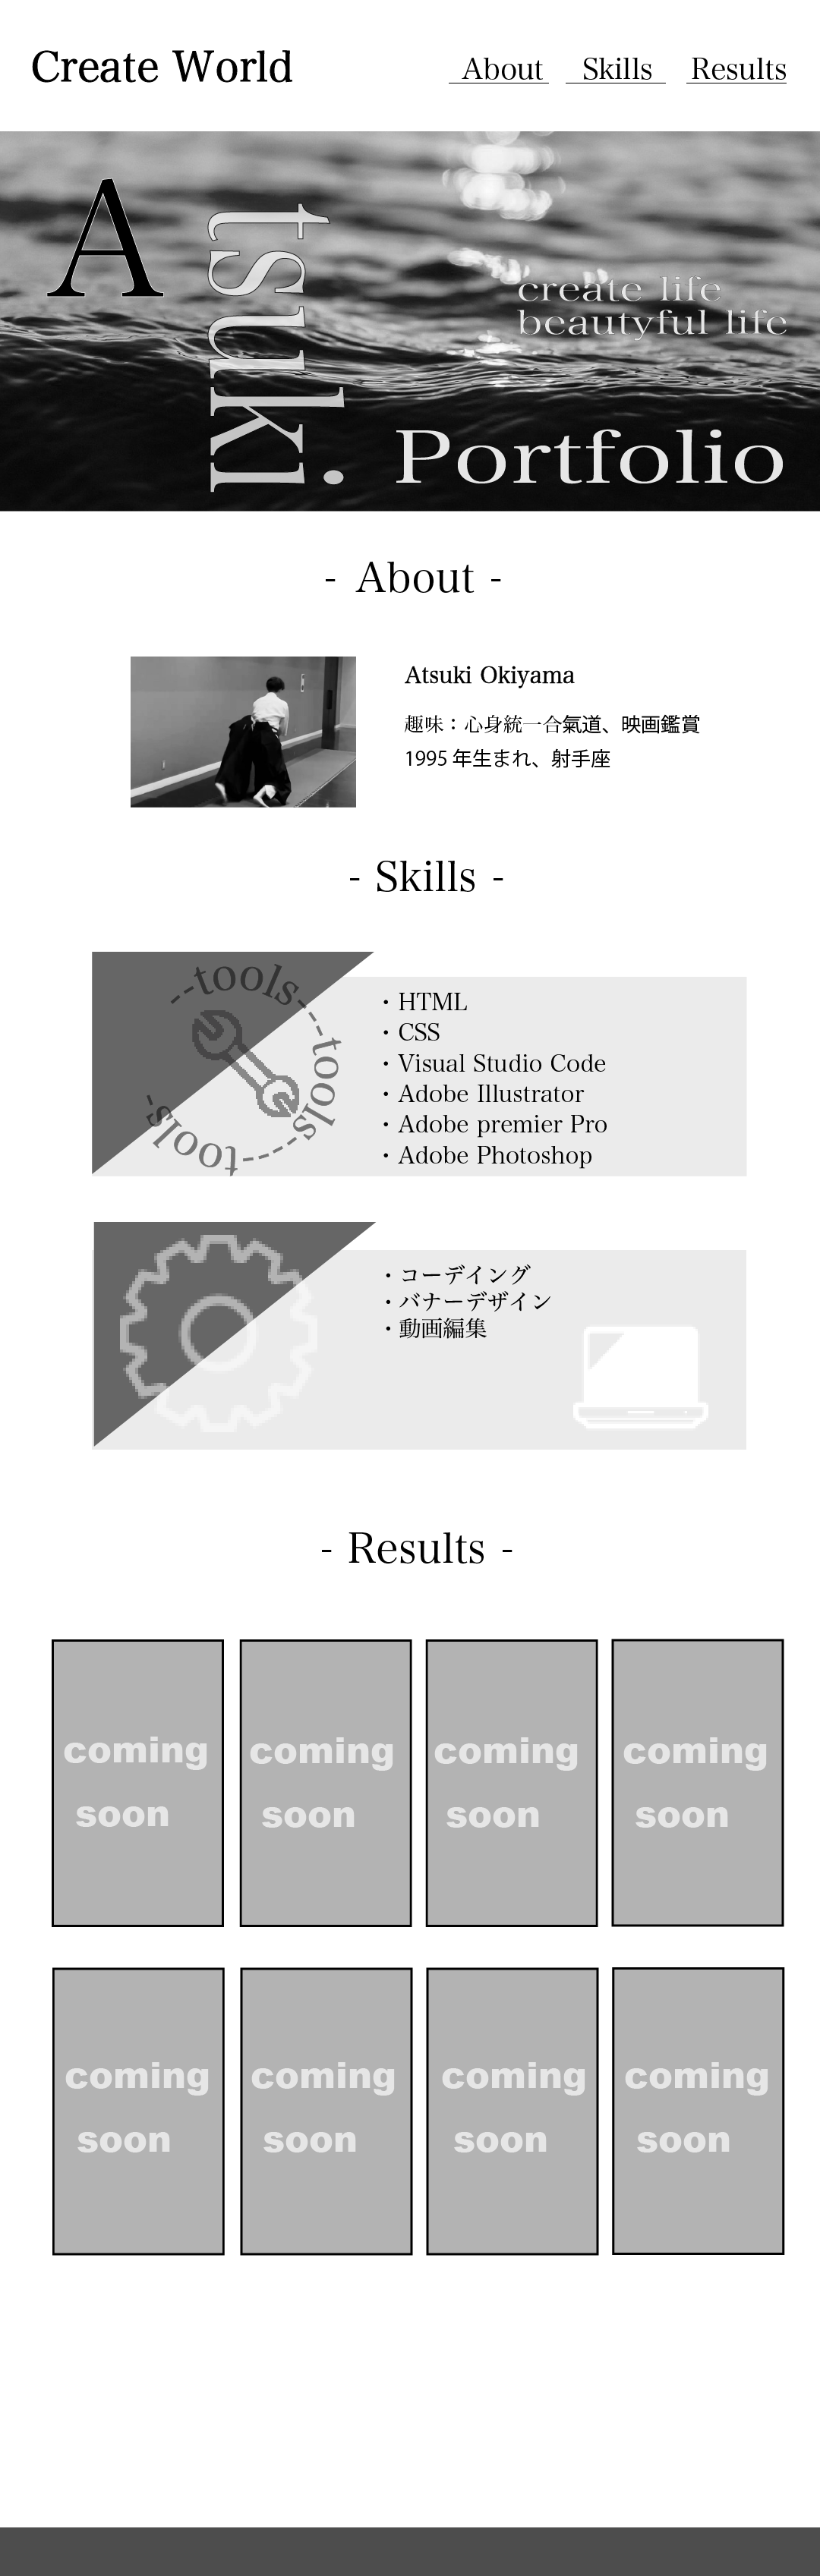 Create World
About
Skills
Results
Atsuki.
create life
beautyful life
Portfolio
- About -
Atsuki Okiyama
趣味：心身統一合氣道、映画鑑賞
1995 年生まれ、射手座
- Skills -
--tools---tools---tools-
・HTML
・CSS
・Visual Studio Code
・Adobe Illustrator
・Adobe premier Pro
・Adobe Photoshop
・コーデイング
・バナーデザイン
・動画編集
- Results -
coming
soon
coming
soon
coming
soon
coming
soon
coming
soon
coming
soon
coming
soon
coming
soon